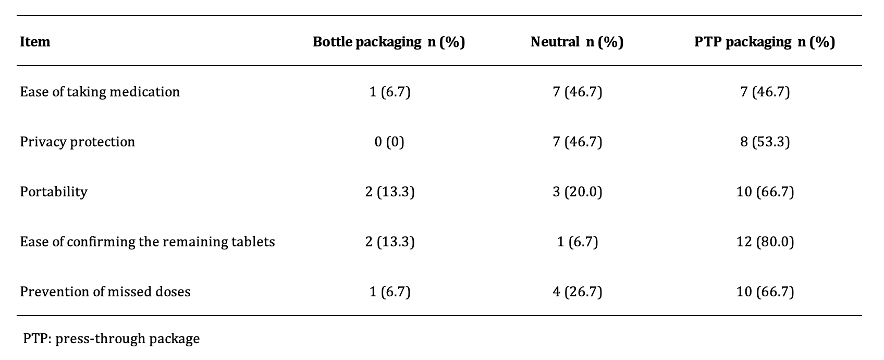 Item Bottle packaging n (%) Neutral n (%) PTP packaging n (%)
Ease of taking medication 1 (6.7) 7 (46.7) 7 (46.7)
Privacy protection 0 (0) 7 (46.7) 8 (53.3)
Portability 2 (13.3) 3 (20.0) 10 (66.7)
Ease of confirming the remaining tablets 2 (13.3) 1 (6.7) 12 (80.0)
Prevention of missed doses 1 (6.7) 4 (26.7) 10 (66.7)
PTP: press-through package